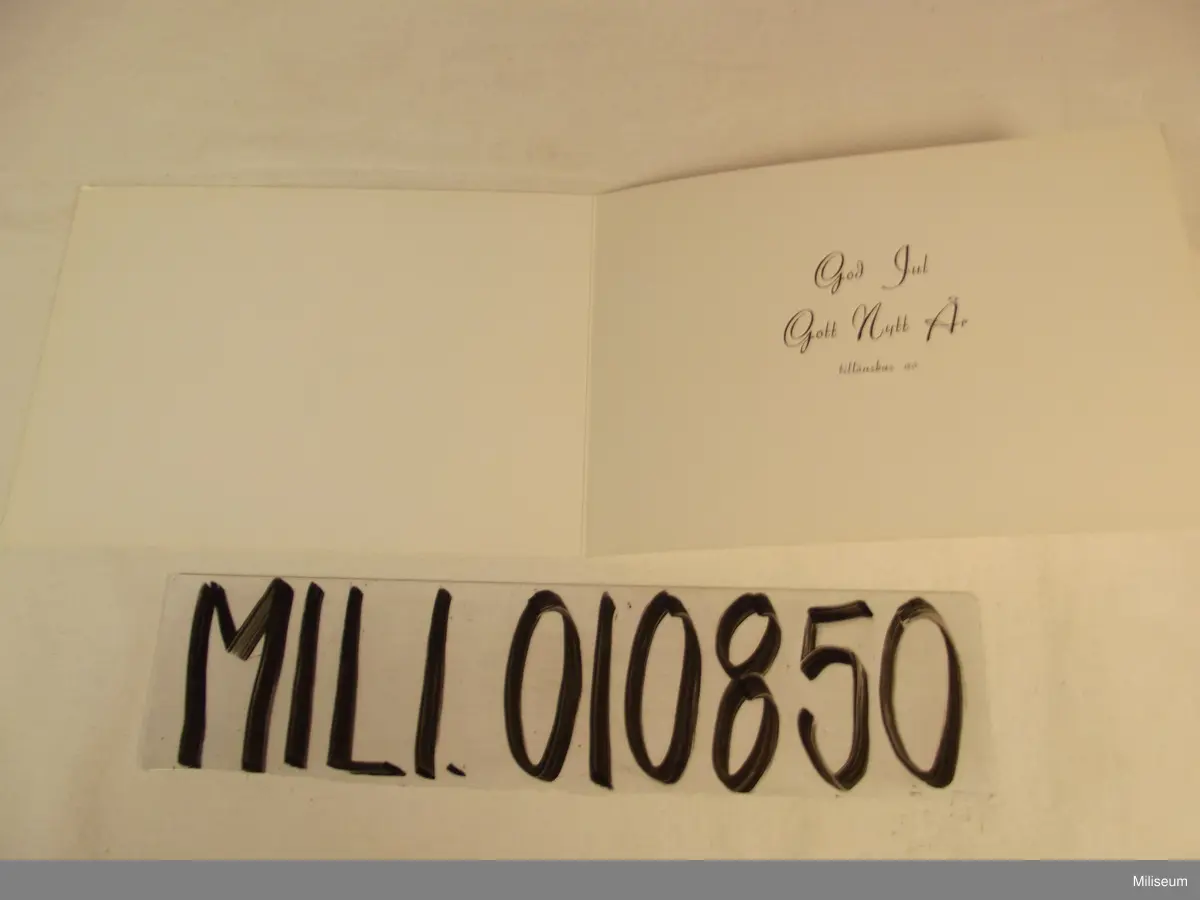 God Jul
Gott Nytt År
tillönskas av
MILI. 010850
Miliseum